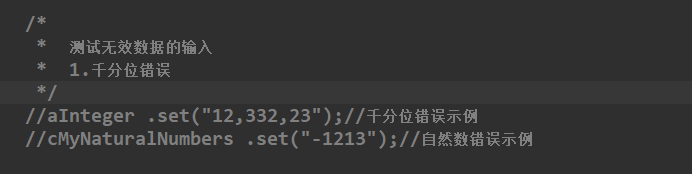 /*
*  测试无效数据的输入
*  1.千分位错误
*/
//aInteger .set("12,332,23");//千分位错误示例
//cMyNaturalNumbers .set("-1213");//自然数错误示例